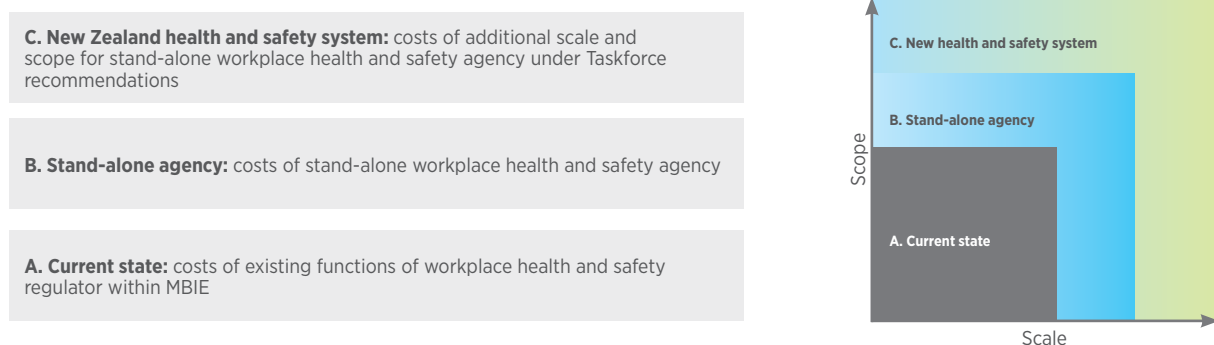 C. New Zealand health and safety system: costs of additional scale and
scope for stand-alone workplace health and safety agency under Taskforce
recommendations
B. Stand-alone agency: costs of stand-alone workplace health and safety agency
A. Current state: costs of existing functions of workplace health and safety
regulator within MBIE
C. New health and safety system
B. Stand-alone agency
A. Current state
Scope
Scale